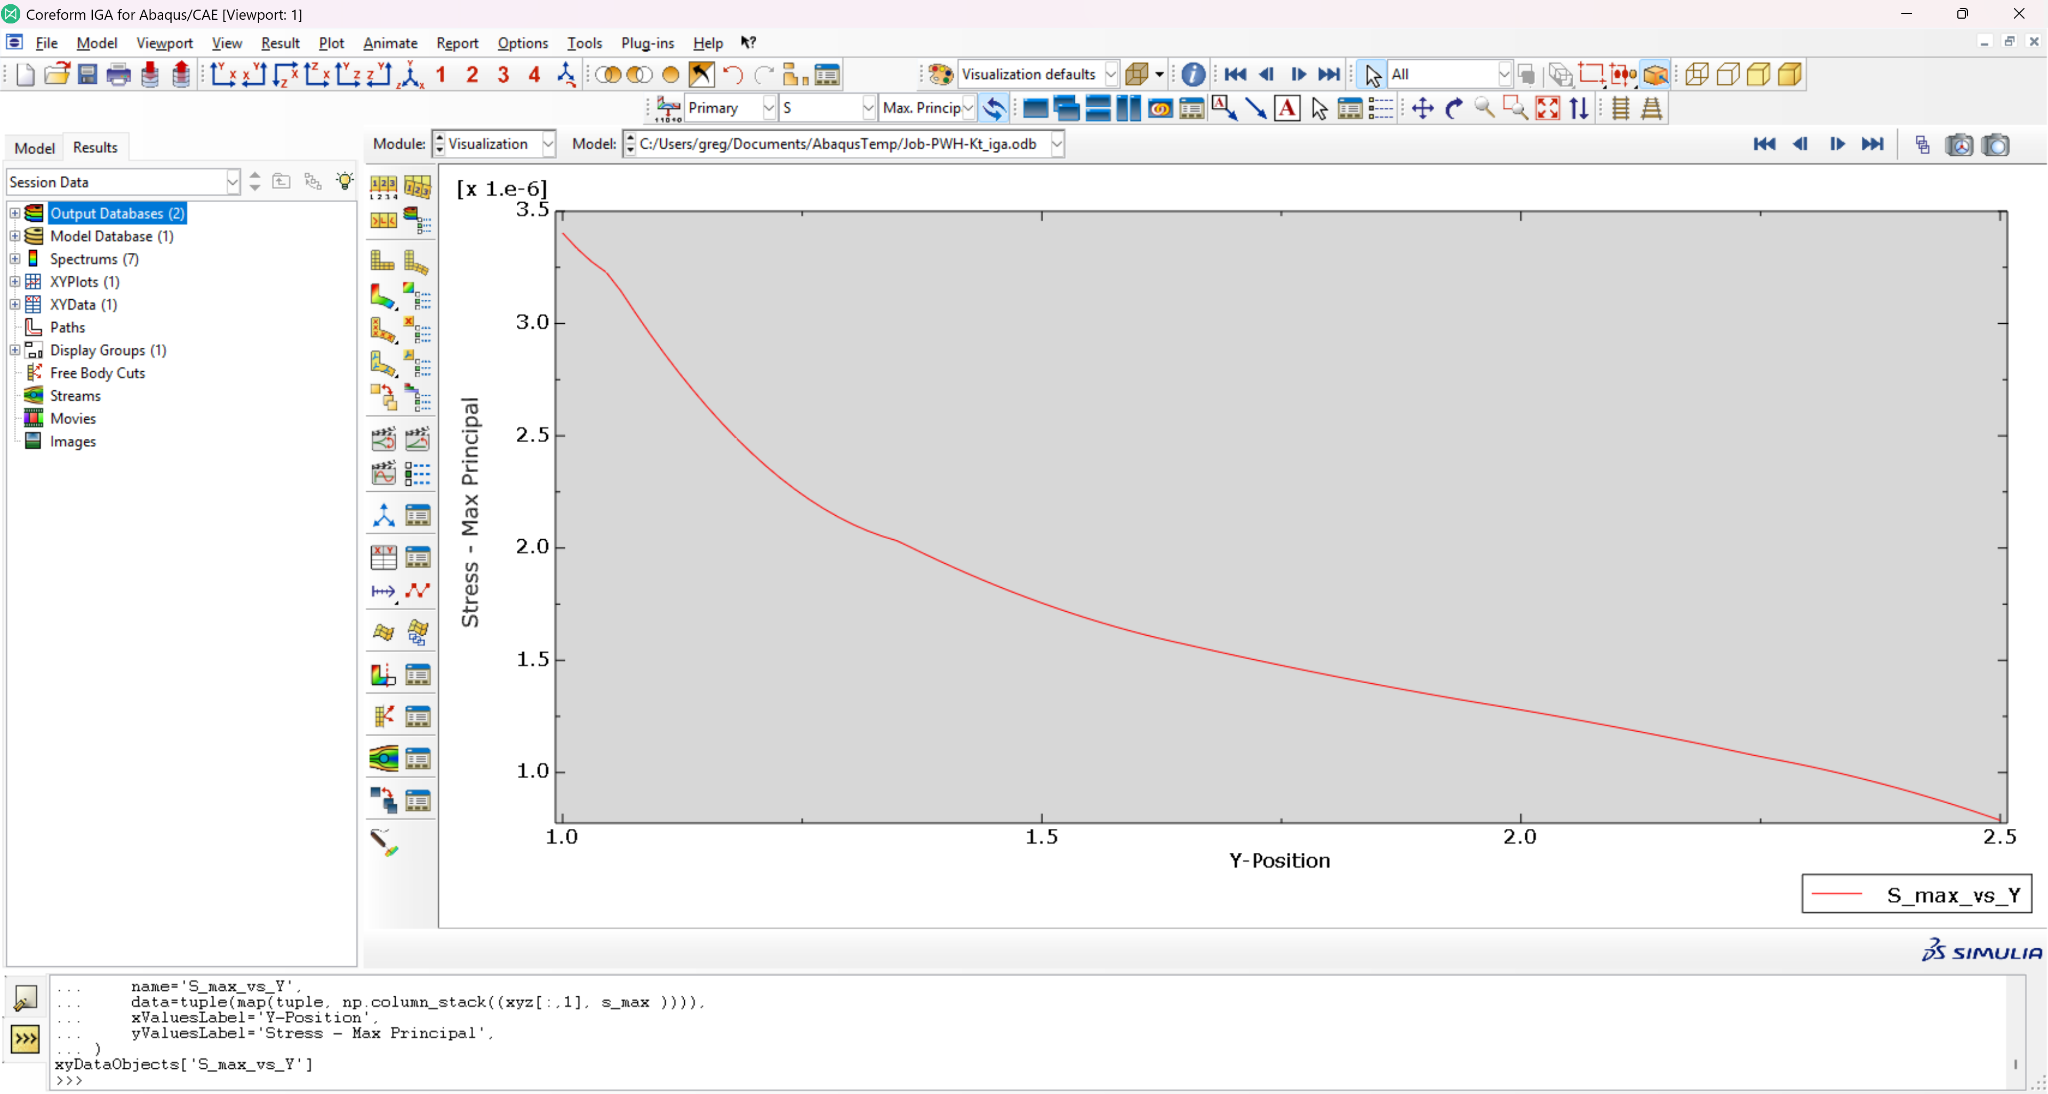 Coreform IGA for Abaqus/CAE [Viewport: 1]
File Model Viewport View Result Plot Animate Report Options Tools Plug-ins Help
1 2 3 4 Visualization defaults All
Primary S Max. Princip
Model Results Module: Visualization Model: C:/Users/greg/Documents/AbaqusTemp/Job-PWH-Kt_iga.odb
Session Data
Output Databases (2)
Model Database (1)
Spectrums (7)
XYPlots (1)
XYData (1)
Paths
Display Groups (1)
Free Body Cuts
Streams
Movies
Images
[x 1.e-6]
3.5
3.0
2.5
2.0
1.5
1.0
Stress - Max Principal
1.0 1.5 2.0 2.5
Y-Position
S_max_vs_Y
SIMULIA
... name='S_max_vs_Y',
... data=tuple(map(tuple, np.column_stack((xyz[:,1], s_max )))),
... xValuesLabel='Y-Position',
... yValuesLabel='Stress - Max Principal',
... )
xyDataObjects['S_max_vs_Y']
>>>